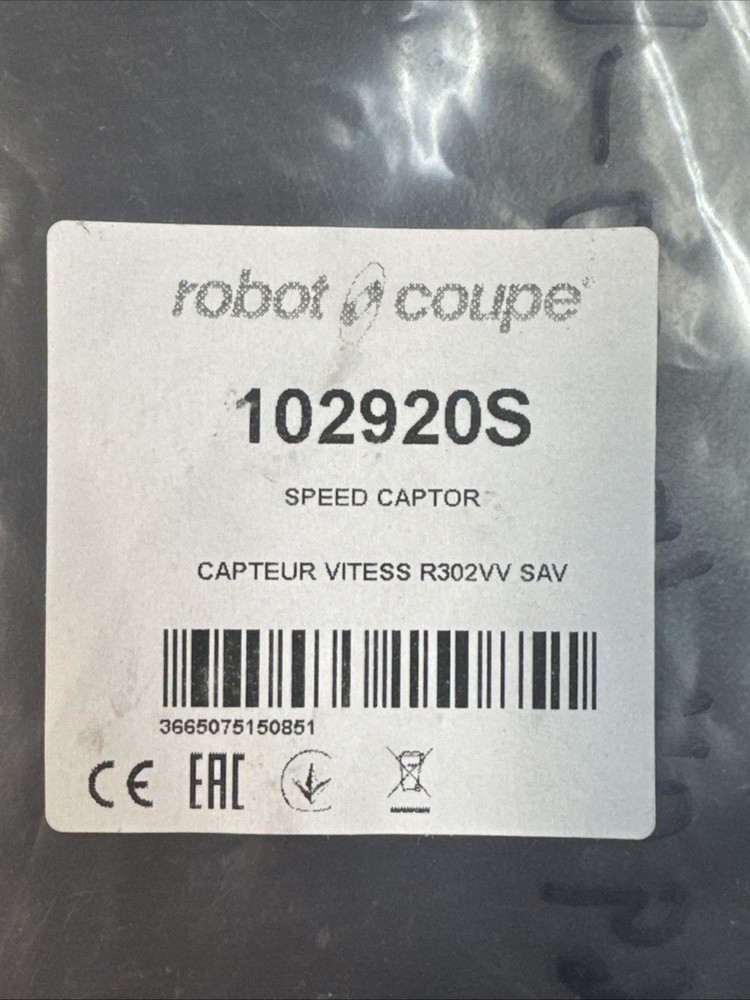 robot coupe®
102920S
SPEED CAPTOR
CAPTEUR VITESS R302VV SAV
3665075150851
CE EAC